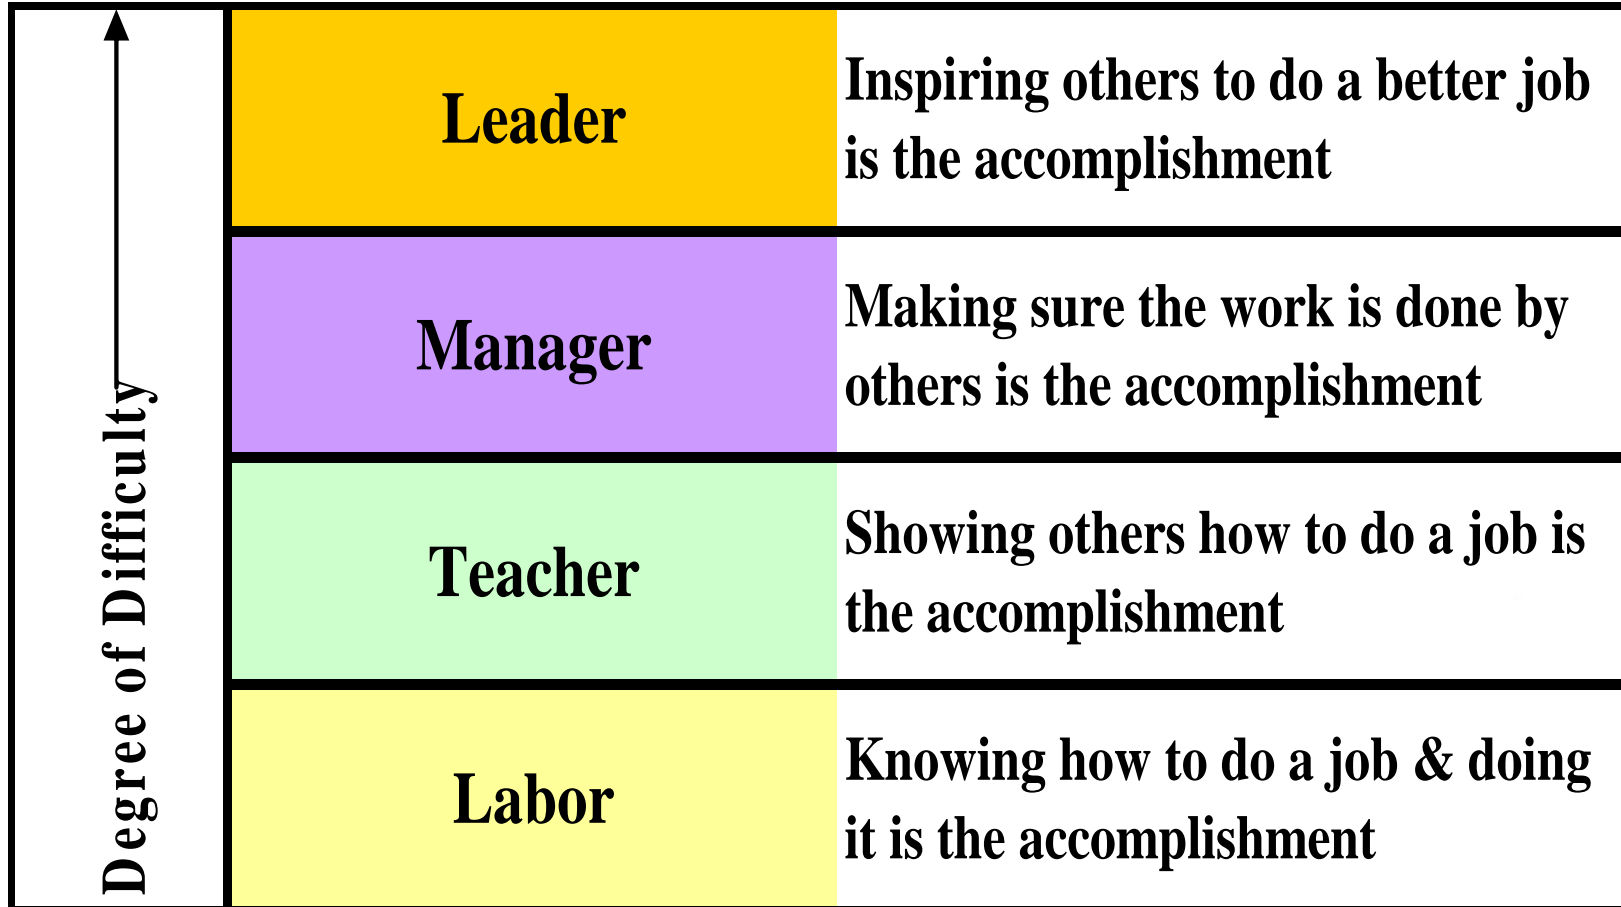 Degree of Difficulty
Leader
Inspiring others to do a better job
is the accomplishment
Manager
Making sure the work is done by
others is the accomplishment
Teacher
Showing others how to do a job is
the accomplishment
Labor
Knowing how to do a job & doing
it is the accomplishment